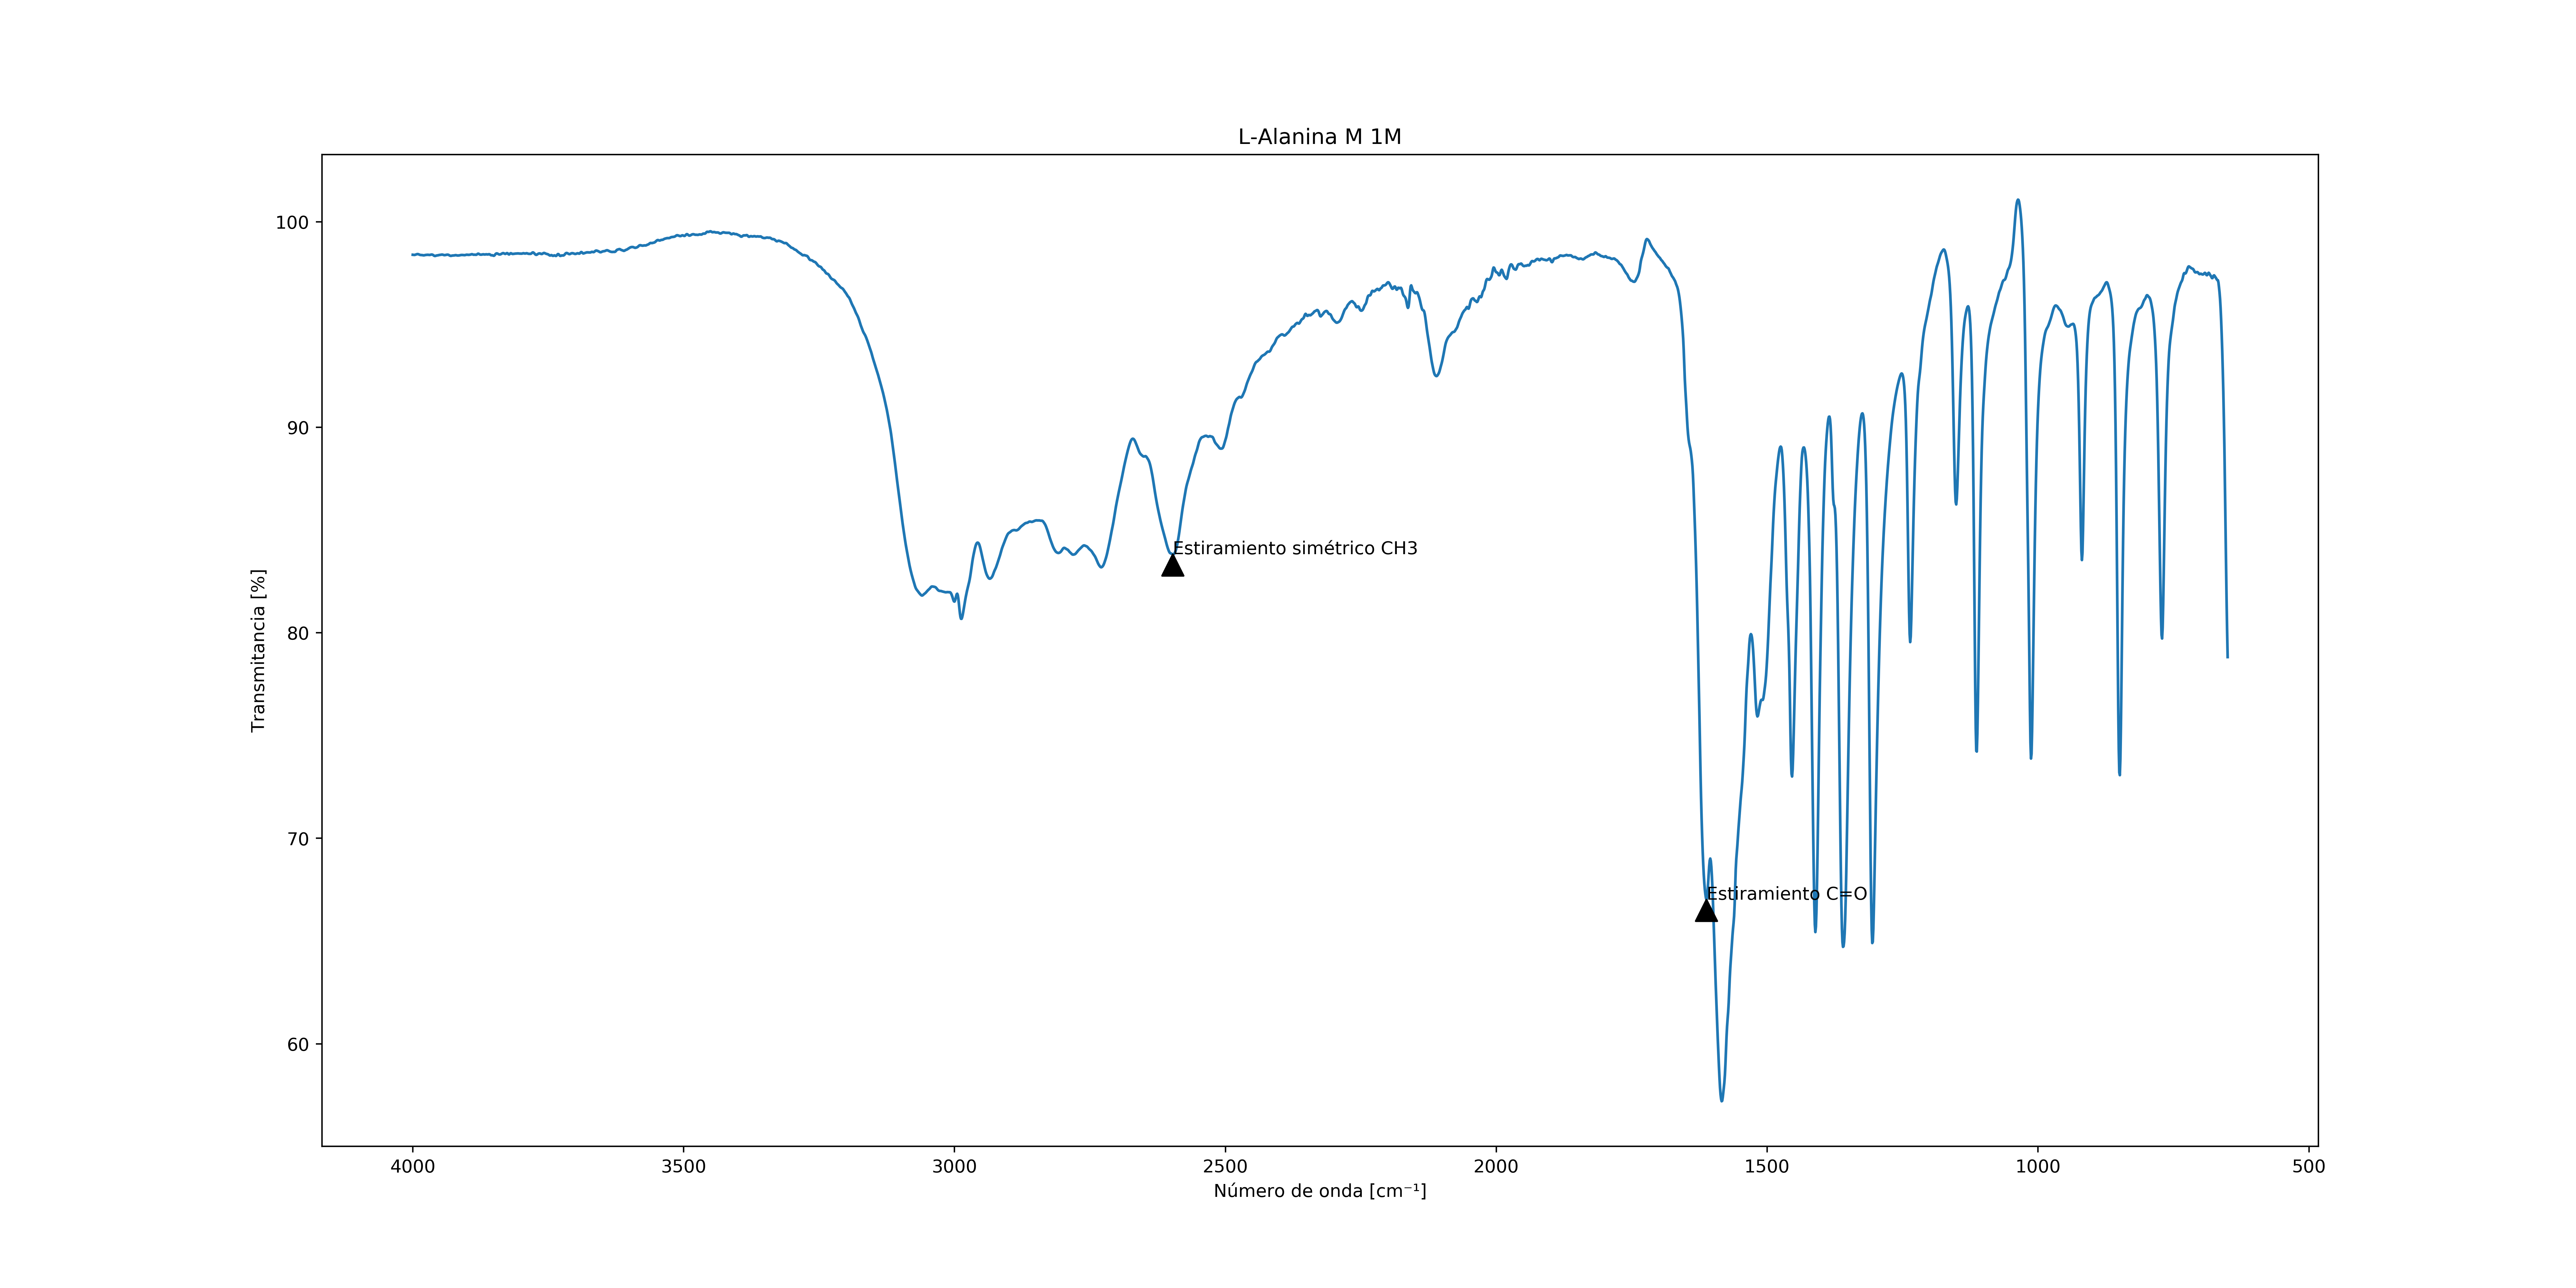 L-Alanina M 1M
100
90
80
70
60
Transmitancia [%]
Estiramiento simétrico CH3
Estiramiento C=O
4000 3500 3000 2500 2000 1500 1000 500
Número de onda [cm⁻¹]